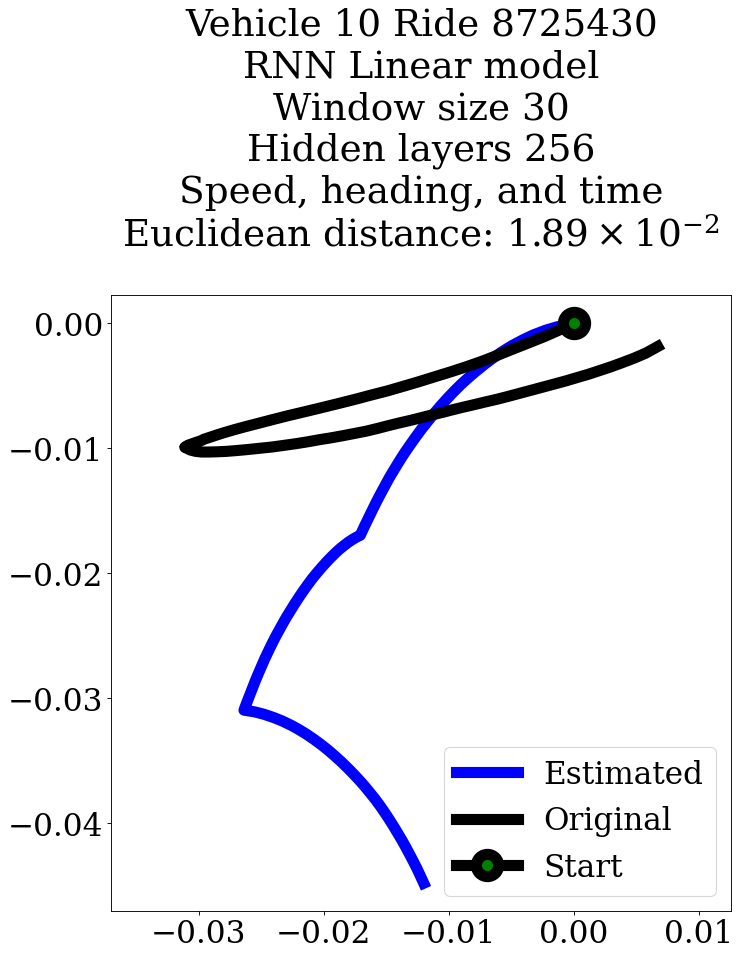 Vehicle 10 Ride 8725430
RNN Linear model
Window size 30
Hidden layers 256
Speed, heading, and time
Euclidean distance: 1.89 × 10⁻²
0.00
−0.01
−0.02
−0.03
−0.04
Estimated
Original
Start
−0.03 −0.02 −0.01 0.00 0.01